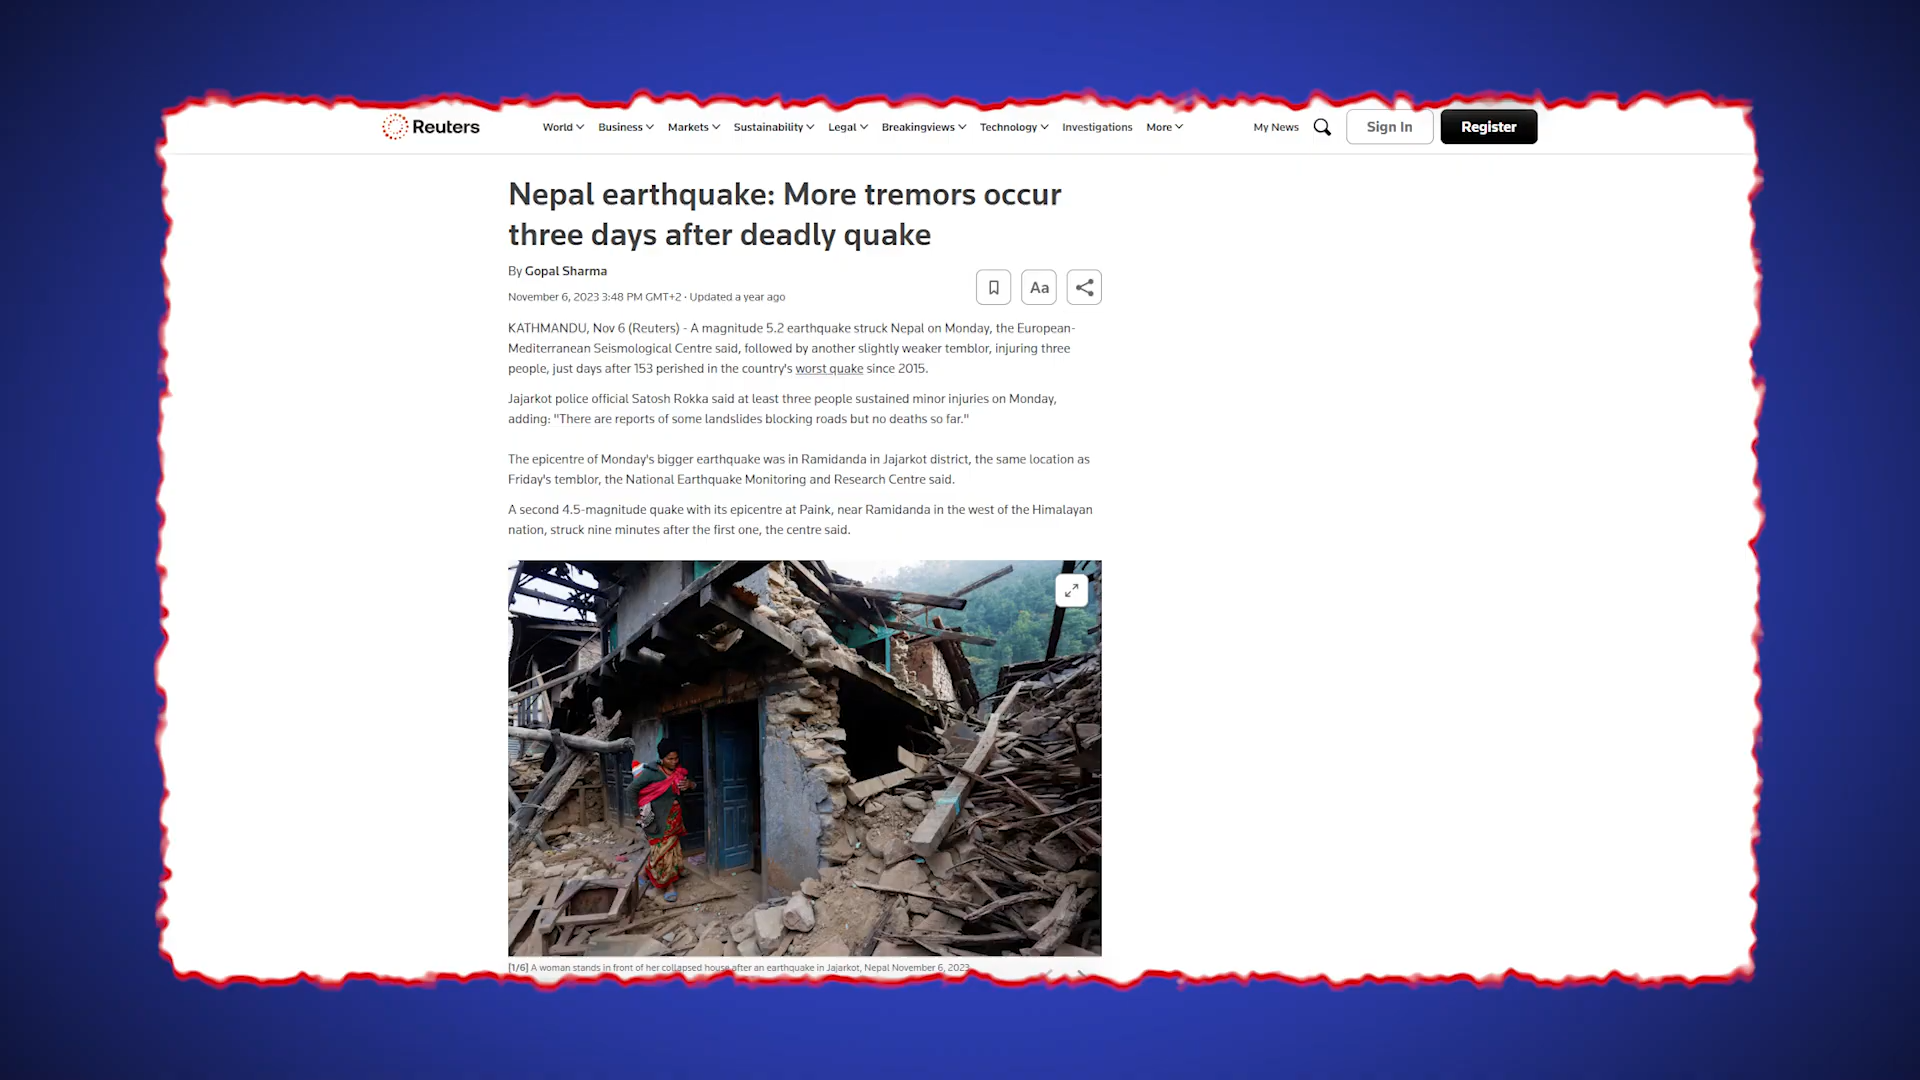 Reuters
World Business Markets Sustainability Legal Breakingviews Technology Investigations More
My News Sign In Register
Nepal earthquake: More tremors occur
three days after deadly quake
By Gopal Sharma
November 6, 2023 3:48 PM GMT+2 · Updated a year ago
Aa
KATHMANDU, Nov 6 (Reuters) - A magnitude 5.2 earthquake struck Nepal on Monday, the European-
Mediterranean Seismological Centre said, followed by another slightly weaker temblor, injuring three
people, just days after 153 perished in the country's worst quake since 2015.
Jajarkot police official Satosh Rokka said at least three people sustained minor injuries on Monday,
adding: "There are reports of some landslides blocking roads but no deaths so far."
The epicentre of Monday's bigger earthquake was in Ramidanda in Jajarkot district, the same location as
Friday's temblor, the National Earthquake Monitoring and Research Centre said.
A second 4.5-magnitude quake with its epicentre at Paink, near Ramidanda in the west of the Himalayan
nation, struck nine minutes after the first one, the centre said.
[1/6] A woman stands in front of her collapsed house after an earthquake in Jajarkot, Nepal November 6, 2023